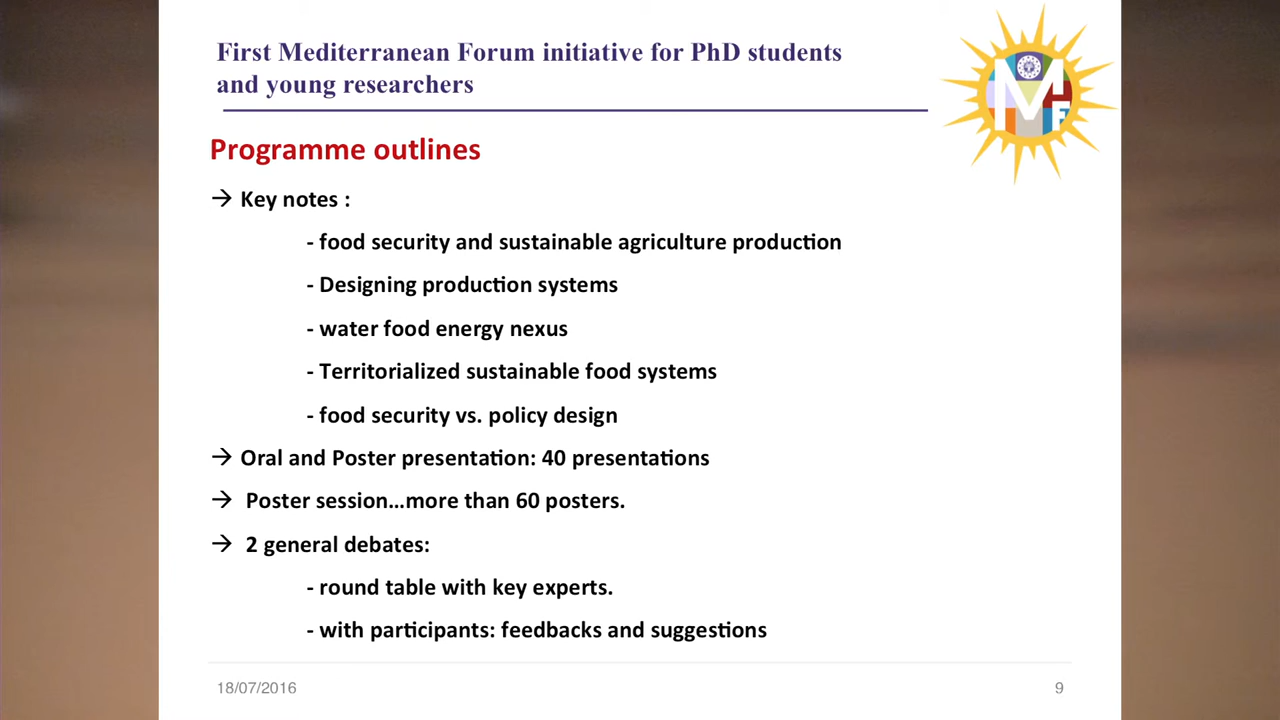 First Mediterranean Forum initiative for PhD students
and young researchers
Programme outlines
→ Key notes :
- food security and sustainable agriculture production
- Designing production systems
- water food energy nexus
- Territorialized sustainable food systems
- food security vs. policy design
→ Oral and Poster presentation: 40 presentations
→ Poster session…more than 60 posters.
→ 2 general debates:
- round table with key experts.
- with participants: feedbacks and suggestions
18/07/2016
9
M
F